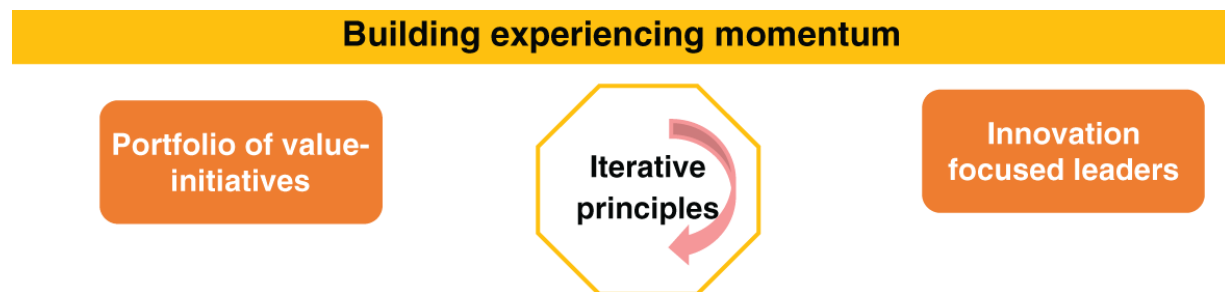 Building experiencing momentum
Portfolio of value-
initiatives
Iterative
principles
Innovation
focused leaders